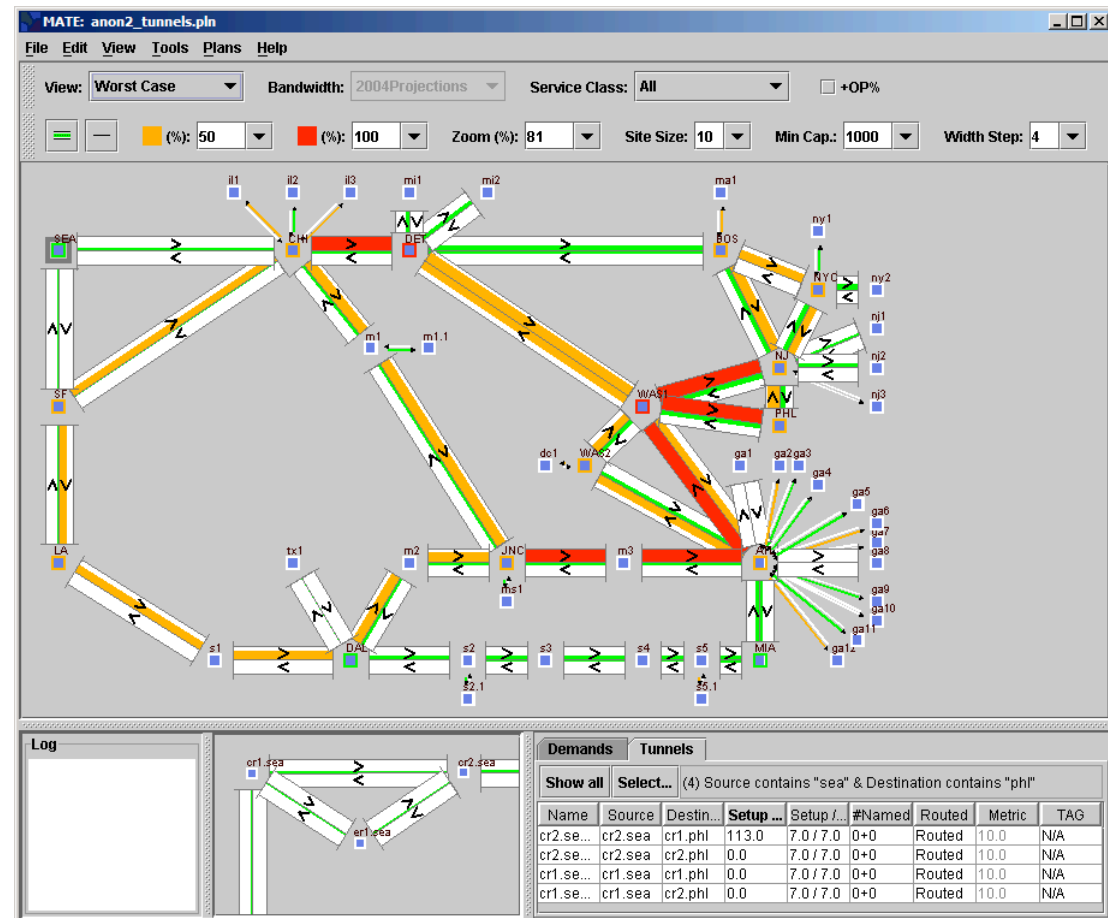 MATE: anon2_tunnels.pln
File Edit View Tools Plans Help
View: Worst Case Bandwidth: 2004Projections Service Class: All +OP%
(%): 50 (%): 100 Zoom (%): 81 Site Size: 10 Min Cap.: 1000 Width Step: 4
il1 il2 il3 mi1 mi2 ma1
ny1
SEA CHI DET BOS
NYC ny2
nj1
m1 m1.1 NJ nj2
SF WAS1 nj3
PHL
dc1 WAS2 ga1 ga2 ga3
ga4
ga5
ga6
ga7
LA tx1 m2 JNC m3 ATL ga8
ms1 ga9
ga10
ga11
s1 DAL s2 s3 s4 s5 MIA ga12
s2.1 s5.1
Log
cr1.sea cr2.sea
er1.sea
Demands Tunnels
Show all Select... (4) Source contains "sea" & Destination contains "phl"
Name Source Destin... Setup ... Setup /... #Named Routed Metric TAG
cr2.se... cr2.sea cr1.phl 113.0 7.0 / 7.0 0+0 Routed 10.0 N/A
cr2.se... cr2.sea cr2.phl 0.0 7.0 / 7.0 0+0 Routed 10.0 N/A
cr1.se... cr1.sea cr1.phl 0.0 7.0 / 7.0 0+0 Routed 10.0 N/A
cr1.se... cr1.sea cr2.phl 0.0 7.0 / 7.0 0+0 Routed 10.0 N/A